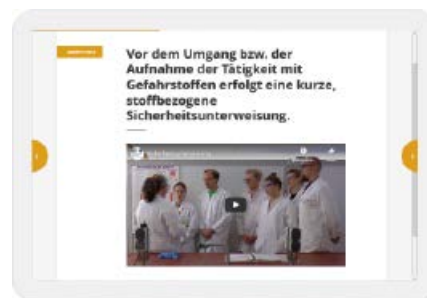 Vor dem Umgang bzw. der
Aufnahme der Tätigkeit mit
Gefahrstoffen erfolgt eine kurze,
stoffbezogene
Sicherheitsunterweisung.